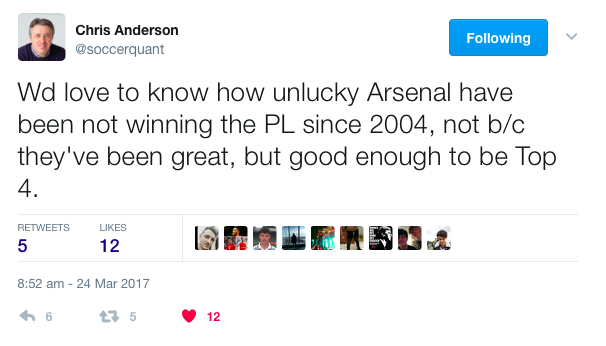 Chris Anderson
@soccerquant
Following
Wd love to know how unlucky Arsenal have
been not winning the PL since 2004, not b/c
they've been great, but good enough to be Top
4.
RETWEETS LIKES
5 12
8:52 am - 24 Mar 2017
6 5 12